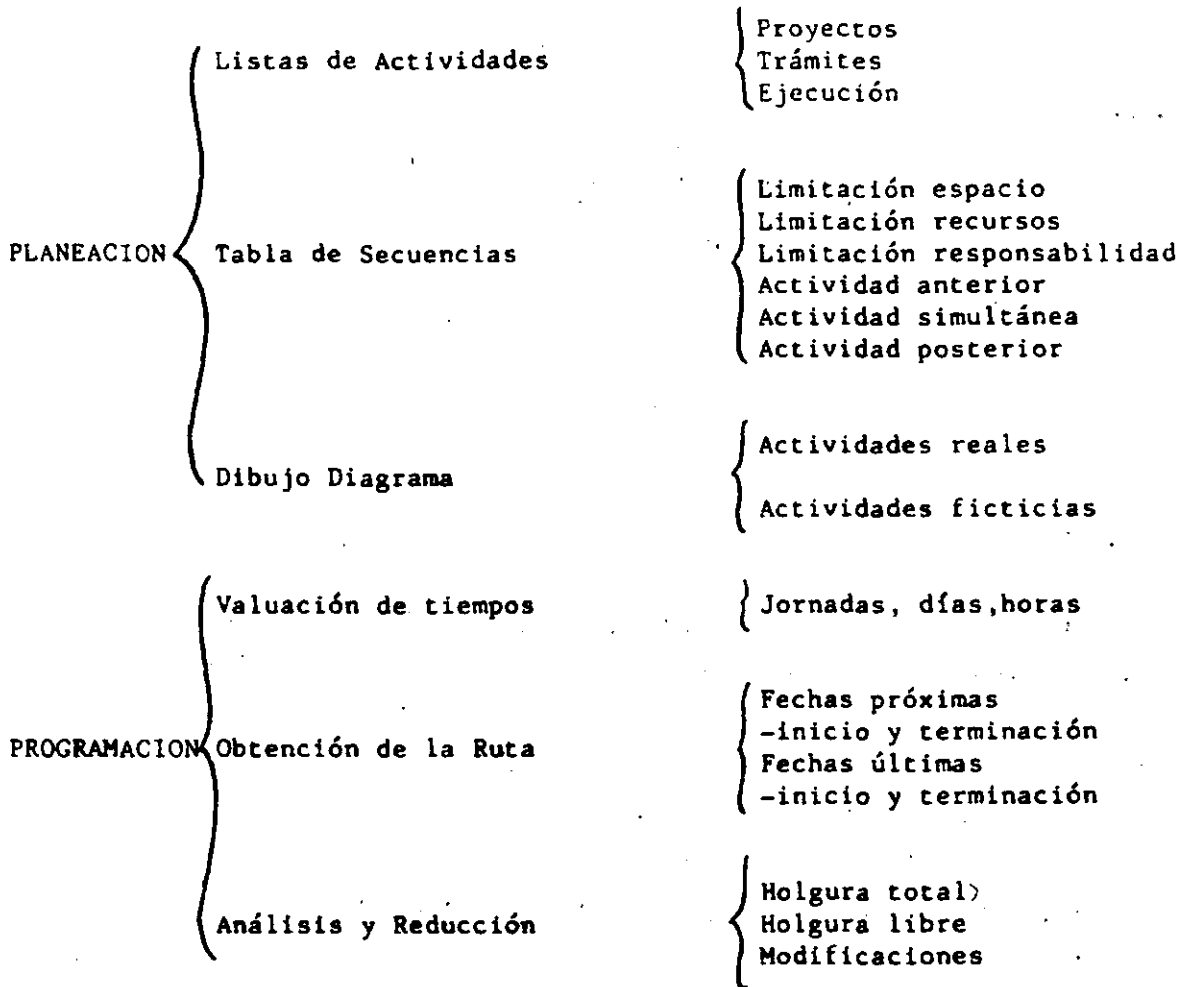 Proyectos
Listas de Actividades
Trámites
Ejecución
Limitación espacio
Limitación recursos
PLANEACION Tabla de Secuencias Limitación responsabilidad
Actividad anterior
Actividad simultánea
Actividad posterior
Actividades reales
Dibujo Diagrama
Actividades ficticias
Valuación de tiempos Jornadas, días,horas
Fechas próximas
-inicio y terminación
PROGRAMACION Obtención de la Ruta
Fechas últimas
-inicio y terminación
Holgura total
Análisis y Reducción Holgura libre
Modificaciones